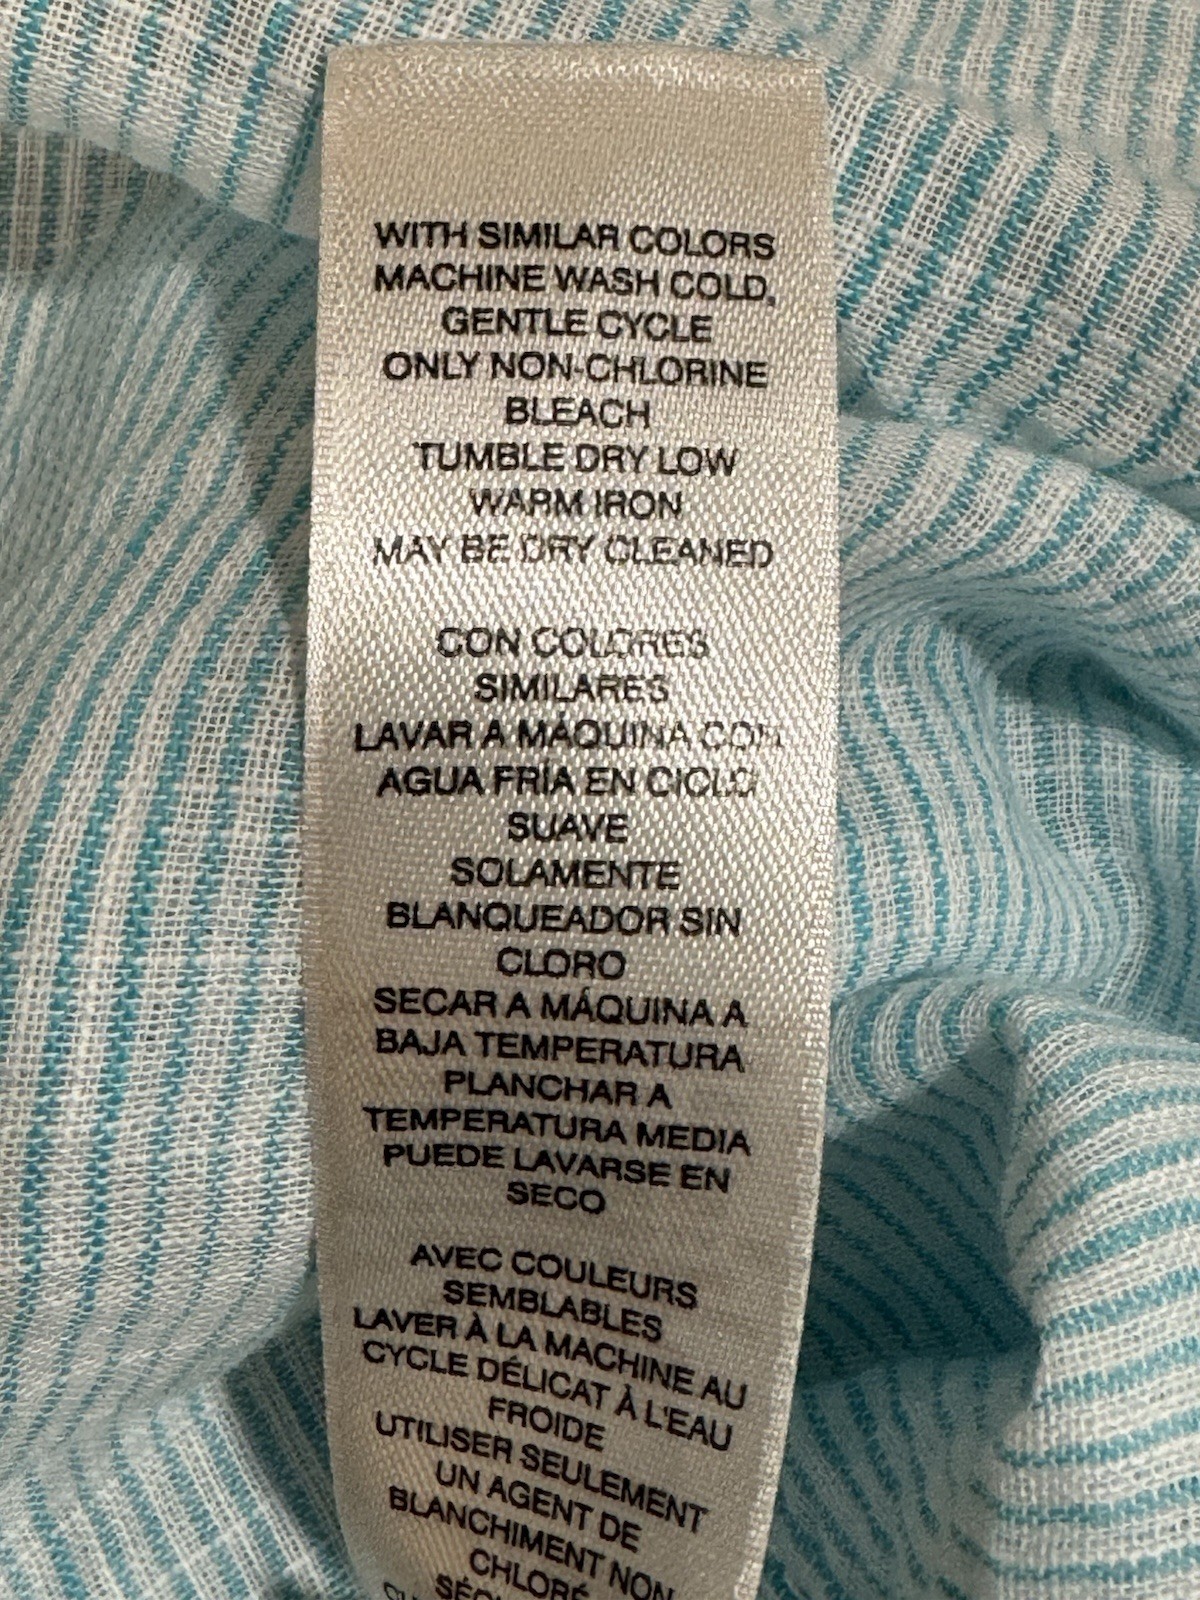 WITH SIMILAR COLORS
MACHINE WASH COLD,
GENTLE CYCLE
ONLY NON-CHLORINE
BLEACH
TUMBLE DRY LOW
WARM IRON
MAY BE DRY CLEANED
CON COLORES
SIMILARES
LAVAR A MÁQUINA CON
AGUA FRÍA EN CICLO
SUAVE
SOLAMENTE
BLANQUEADOR SIN
CLORO
SECAR A MÁQUINA A
BAJA TEMPERATURA
PLANCHAR A
TEMPERATURA MEDIA
PUEDE LAVARSE EN
SECO
AVEC COULEURS
SEMBLABLES
LAVER À LA MACHINE AU
CYCLE DÉLICAT À L'EAU
FROIDE
UTILISER SEULEMENT
UN AGENT DE
BLANCHIMENT NON
CHLORÉ